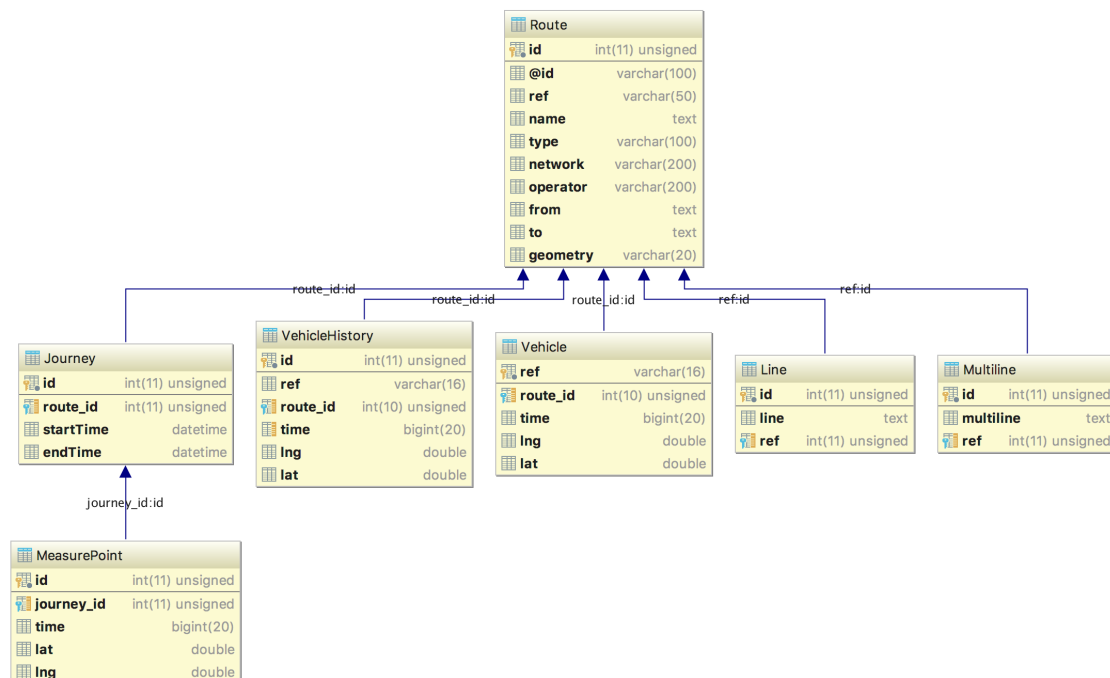 Route
id int(11) unsigned
@id varchar(100)
ref varchar(50)
name text
type varchar(100)
network varchar(200)
operator varchar(200)
from text
to text
geometry varchar(20)
route_id:id
route_id:id
route_id:id
ref:id
ref:id
Journey
id int(11) unsigned
route_id int(11) unsigned
startTime datetime
endTime datetime
VehicleHistory
id int(11) unsigned
ref varchar(16)
route_id int(10) unsigned
time bigint(20)
lng double
lat double
Vehicle
ref varchar(16)
route_id int(10) unsigned
time bigint(20)
lng double
lat double
Line
id int(11) unsigned
line text
ref int(11) unsigned
Multiline
id int(11) unsigned
multiline text
ref int(11) unsigned
journey_id:id
MeasurePoint
id int(11) unsigned
journey_id int(11) unsigned
time bigint(20)
lat double
lng double